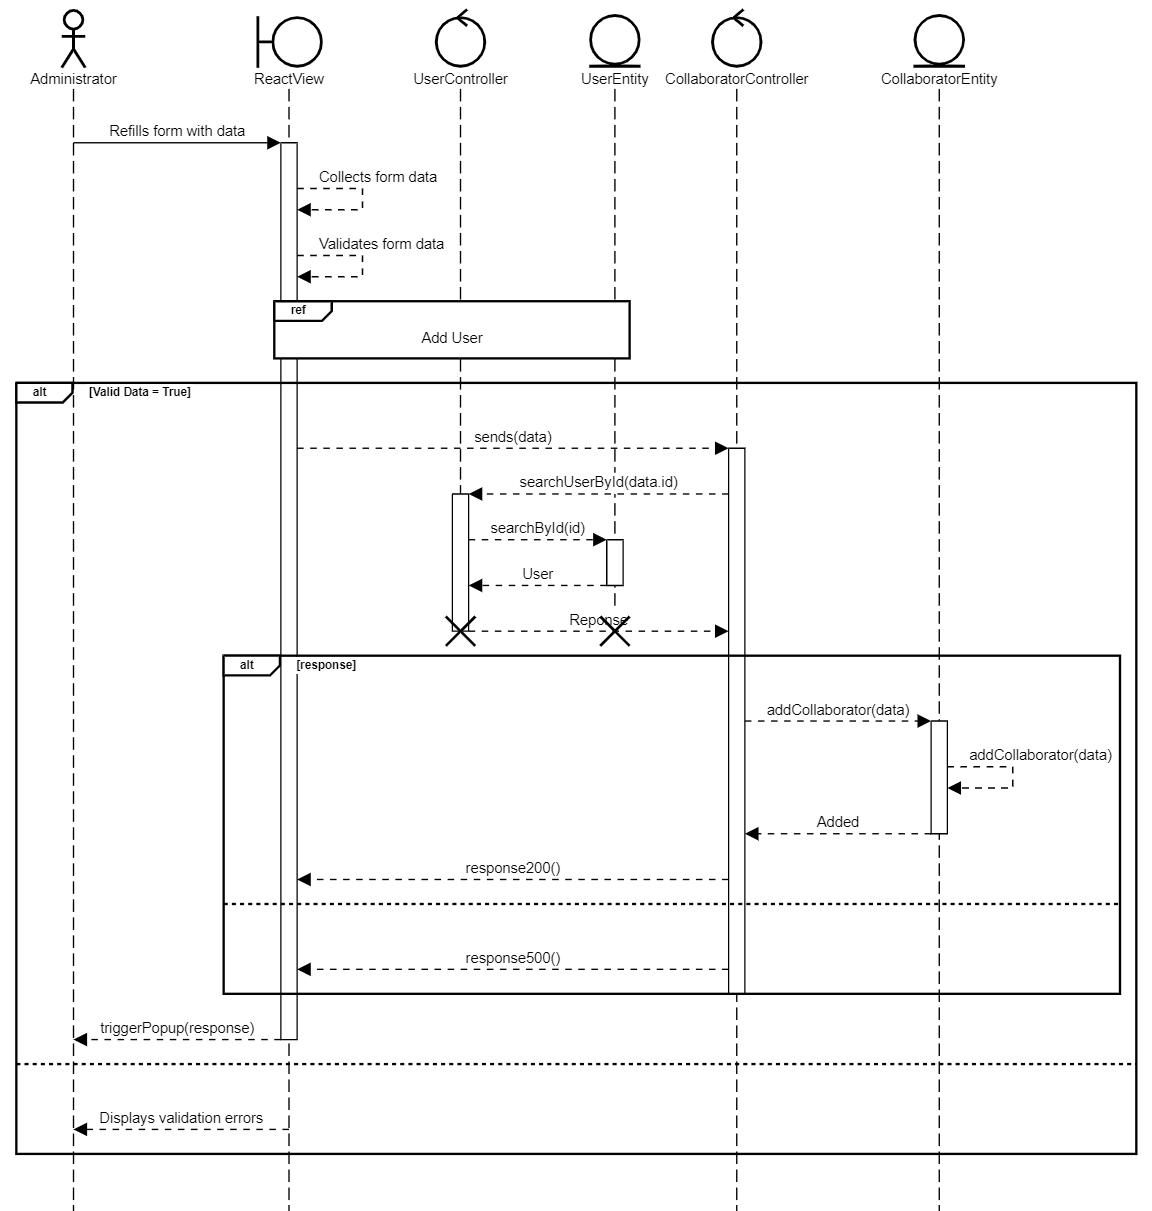 Administrator
ReactView
UserController
UserEntity
CollaboratorController
CollaboratorEntity
Refills form with data
Collects form data
Validates form data
ref
Add User
alt
[Valid Data = True]
sends(data)
searchUserById(data.id)
searchById(id)
User
Reponse
alt
[response]
addCollaborator(data)
addCollaborator(data)
Added
response200()
response500()
triggerPopup(response)
Displays validation errors